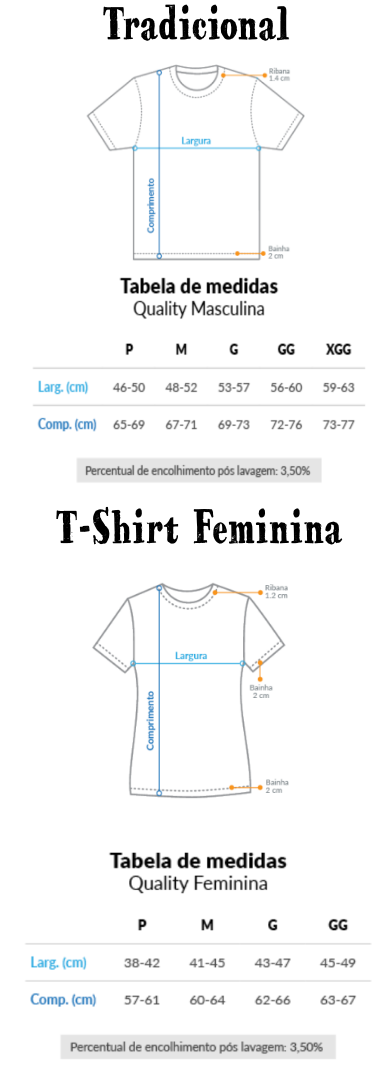 Tradicional
Ribana
1.4 cm
Largura
Comprimento
Bainha
2 cm
Tabela de medidas
Quality Masculina
P M G GG XGG
Larg. (cm) 46-50 48-52 53-57 56-60 59-63
Comp. (cm) 65-69 67-71 69-73 72-76 73-77
Percentual de encolhimento pós lavagem: 3,50%
T-Shirt Feminina
Ribana
1.2 cm
Largura
Bainha
2 cm
Comprimento
Bainha
2 cm
Tabela de medidas
Quality Feminina
P M G GG
Larg. (cm) 38-42 41-45 43-47 45-49
Comp. (cm) 57-61 60-64 62-66 63-67
Percentual de encolhimento pós lavagem: 3,50%